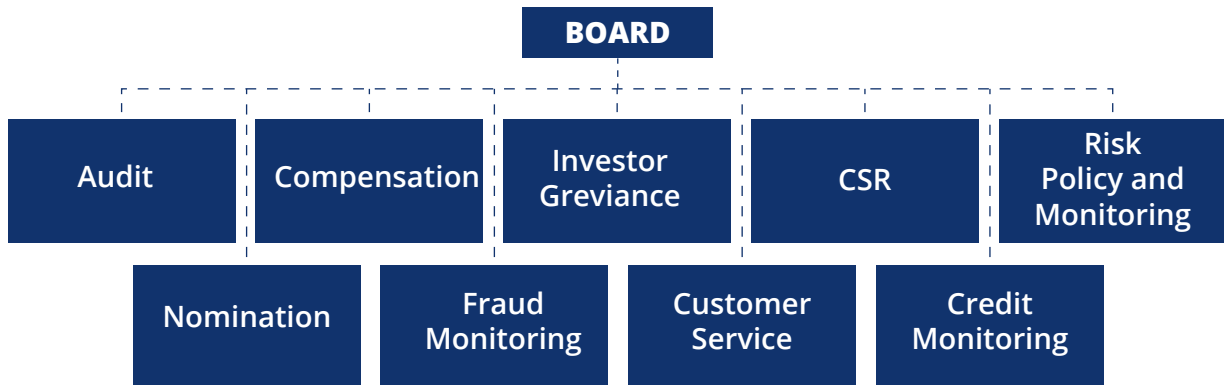 BOARD
Audit
Compensation
Investor
Greviance
CSR
Risk
Policy and
Monitoring
Nomination
Fraud
Monitoring
Customer
Service
Credit
Monitoring